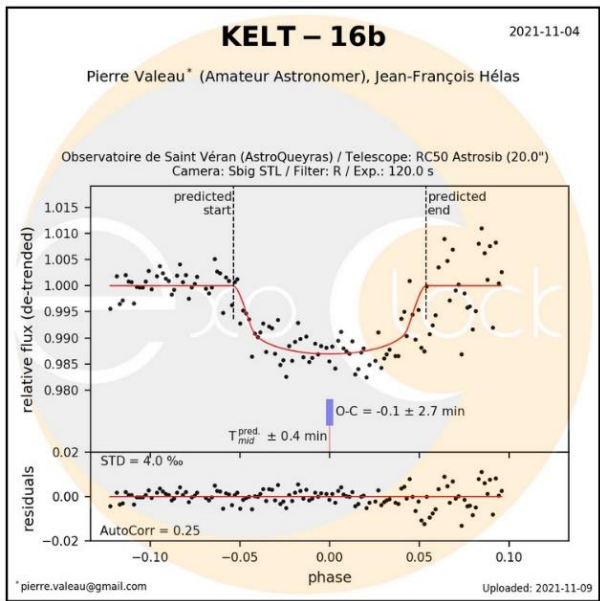 KELT – 16b
2021-11-04
Pierre Valeau* (Amateur Astronomer), Jean-François Hélas
Observatoire de Saint Véran (AstroQueyras) / Telescope: RC50 Astrosib (20.0")
Camera: Sbig STL / Filter: R / Exp.: 120.0 s
predicted
start
predicted
end
exo
Clock
relative flux (de-trended)
1.015
1.010
1.005
1.000
0.995
0.990
0.985
0.980
O-C = -0.1 ± 2.7 min
T pred. mid ± 0.4 min
residuals
0.02
0.00
−0.02
STD = 4.0 ‰
AutoCorr = 0.25
−0.10
−0.05
0.00
0.05
0.10
phase
*pierre.valeau@gmail.com
Uploaded: 2021-11-09